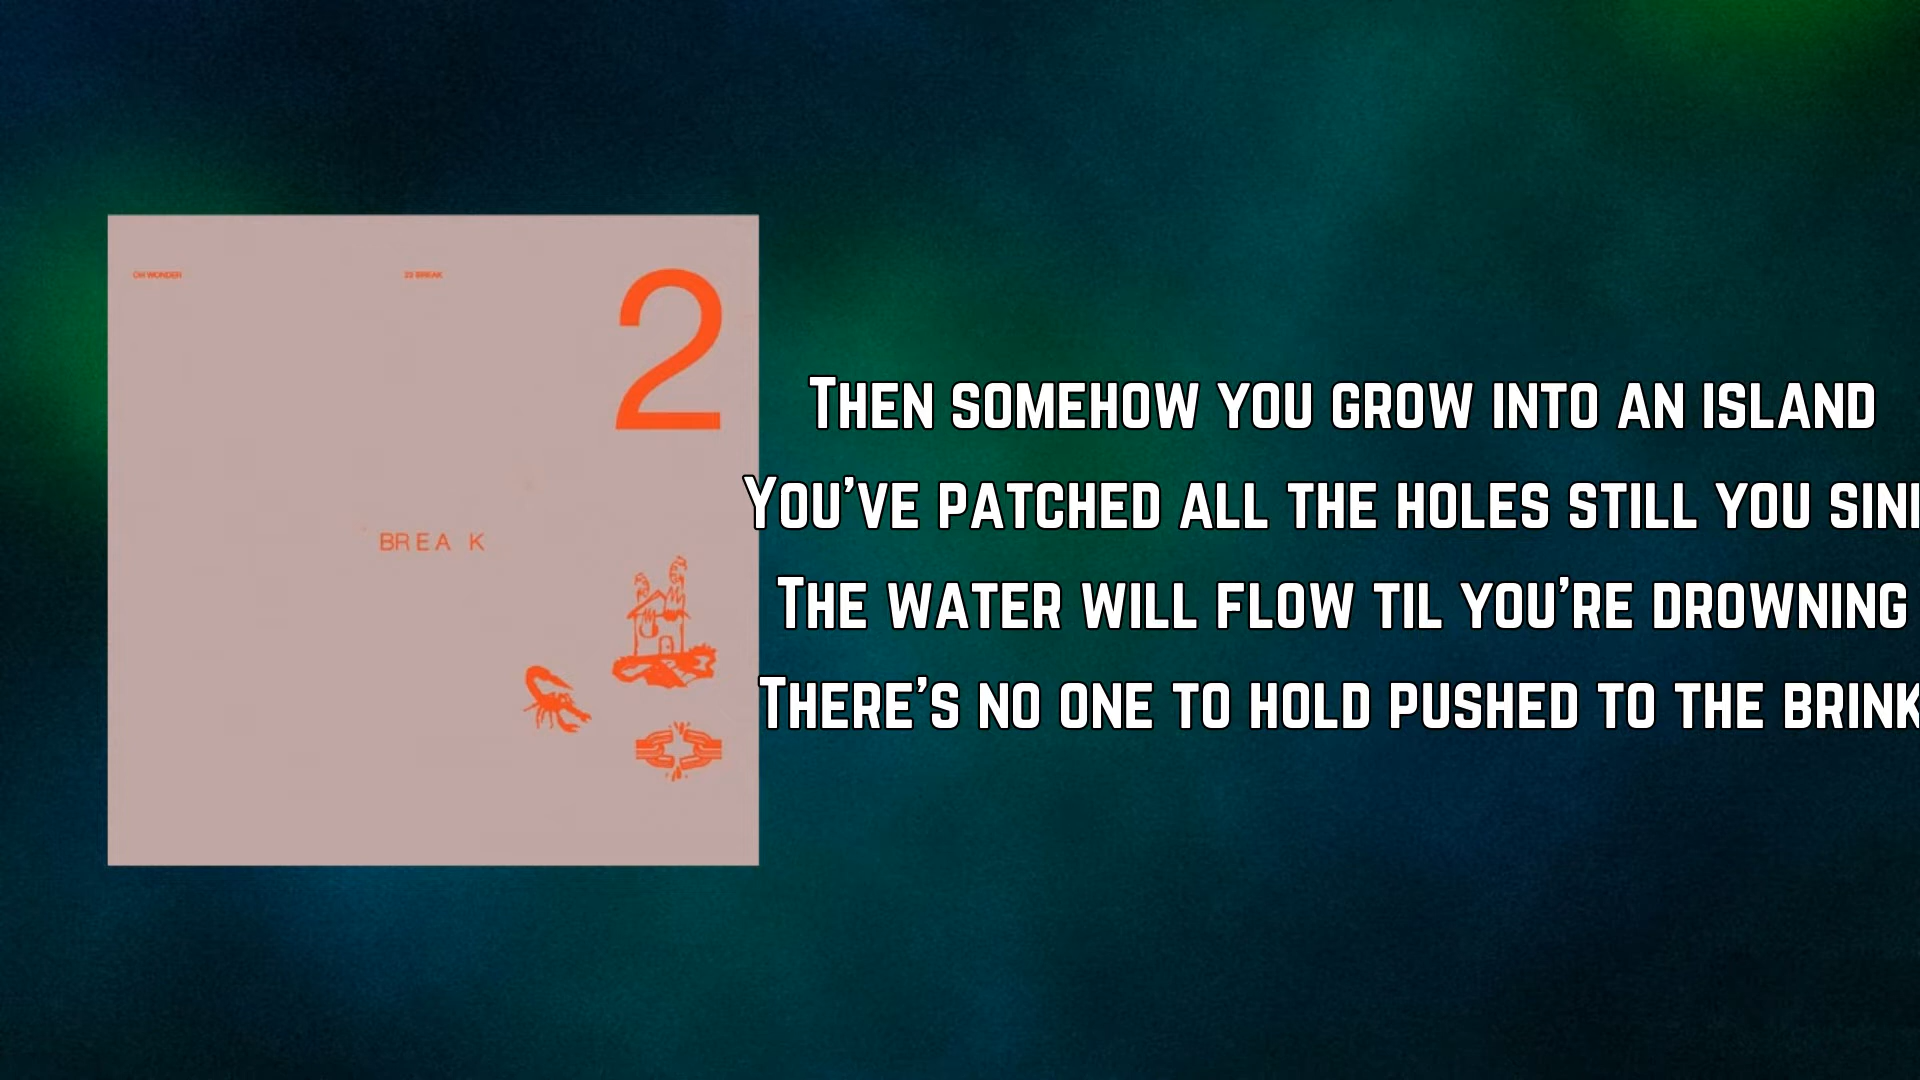 OH WONDER
22 BREAK
2
BREA K
THEN SOMEHOW YOU GROW INTO AN ISLAND
YOU'VE PATCHED ALL THE HOLES STILL YOU
THE WATER WILL FLOW TIL YOU'RE DROWNING
THERE'S NO ONE TO HOLD PUSHED TO THE BRINK